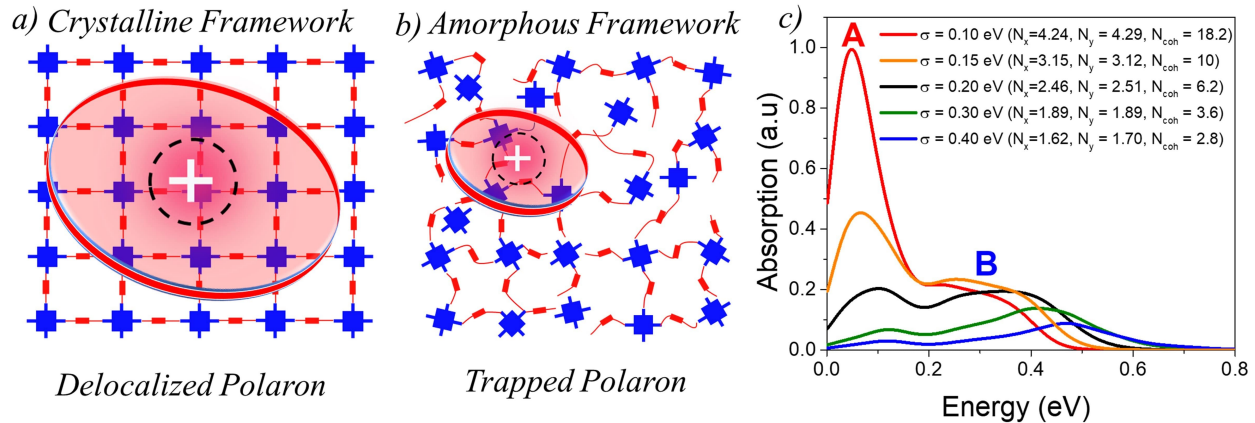 a) Crystalline Framework
Delocalized Polaron
b) Amorphous Framework
Trapped Polaron
c)
A
B
σ = 0.10 eV (Nx=4.24, Ny = 4.29, Ncoh = 18.2)
σ = 0.15 eV (Nx=3.15, Ny = 3.12, Ncoh = 10)
σ = 0.20 eV (Nx=2.46, Ny = 2.51, Ncoh = 6.2)
σ = 0.30 eV (Nx=1.89, Ny = 1.89, Ncoh = 3.6)
σ = 0.40 eV (Nx=1.62, Ny = 1.70, Ncoh = 2.8)
Absorption (a.u)
1.0
0.8
0.6
0.4
0.2
0.0
0.0 0.2 0.4 0.6 0.8
Energy (eV)